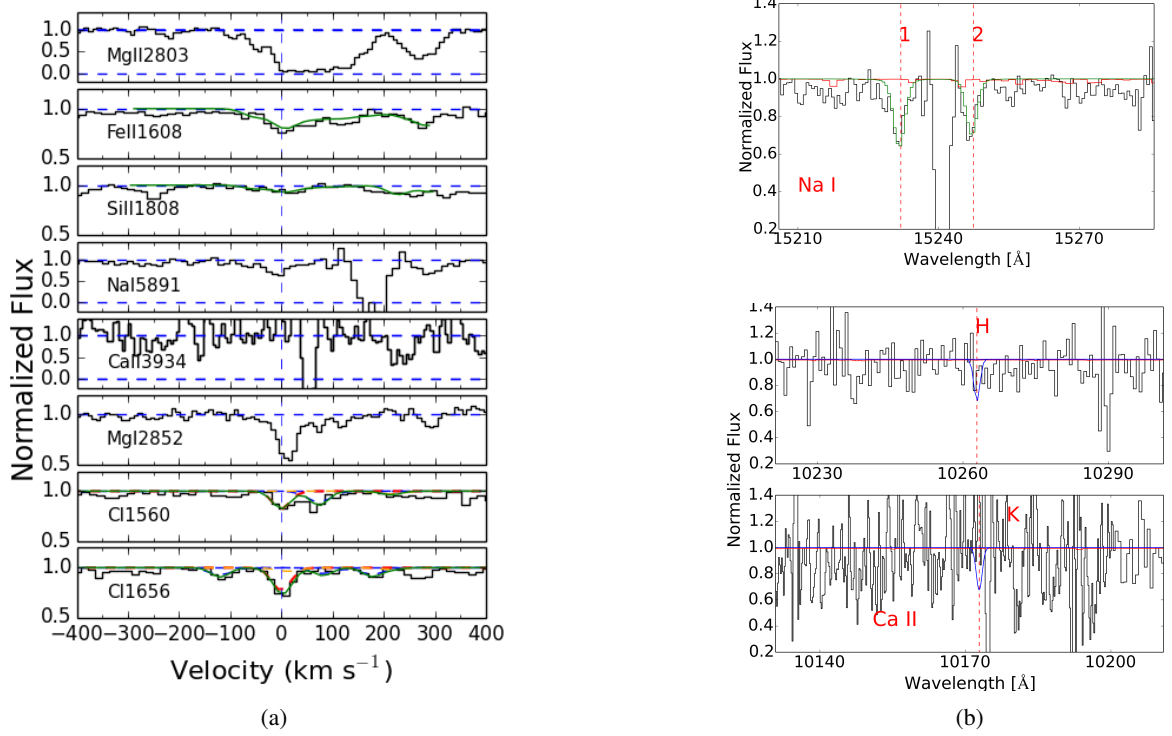 Normalized Flux
1.0
0.5
0.0
MgII2803
1.0
0.5
FeII1608
1.0
0.5
SiII1808
1.0
0.5
0.0
NaI5891
1.0
0.5
0.0
CaII3934
1.0
0.5
MgI2852
1.0
0.5
CI1560
1.0
0.5
CI1656
−400−300−200−100 0 100 200 300 400
Velocity (km s−1)
(a)
Normalized Flux
1.4
1.2
1.0
0.8
0.6
0.4
0.2
1 2
Na I
15210 15240 15270
Wavelength [Å]
Normalized Flux
1.4
1.2
1.0
0.8
0.6
0.4
0.2
H
10230 10260 10290
1.4
1.2
1.0
0.8
0.6
0.4
0.2
K
Ca II
10140 10170 10200
Wavelength [Å]
(b)